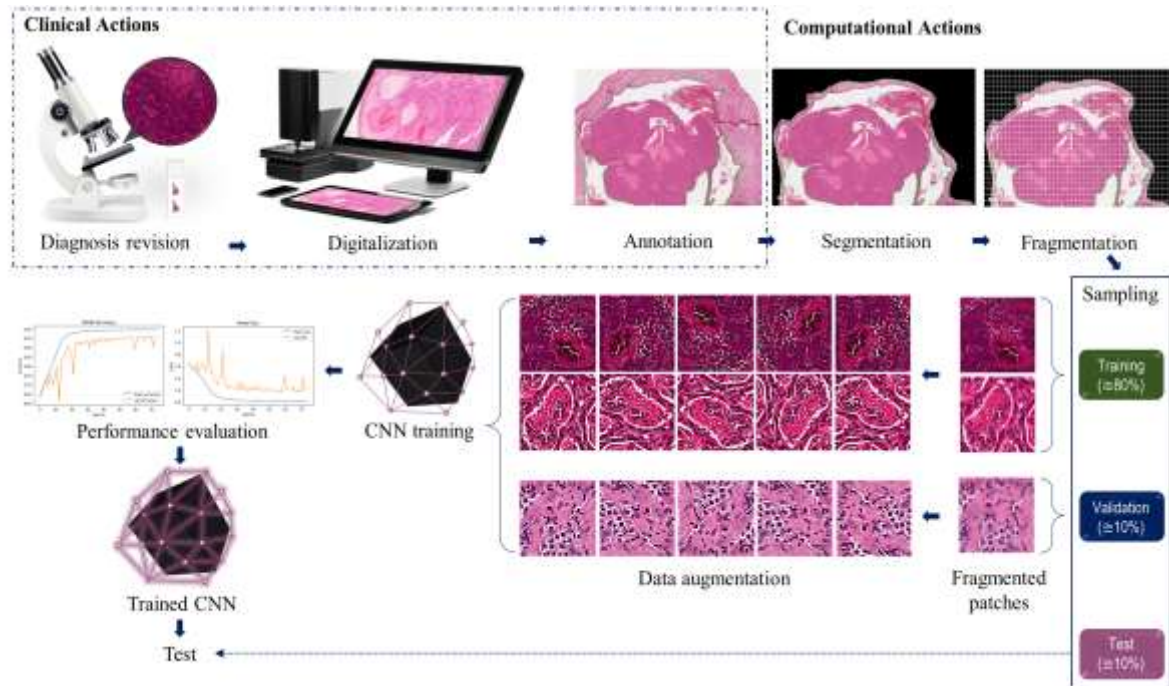 Clinical Actions
Computational Actions
Diagnosis revision
Digitalization
Annotation
Segmentation
Fragmentation
Sampling
Training
(≅80%)
Performance evaluation
CNN training
Validation
(≅10%)
Data augmentation
Fragmented
patches
Trained CNN
Test
Test
(≅10%)